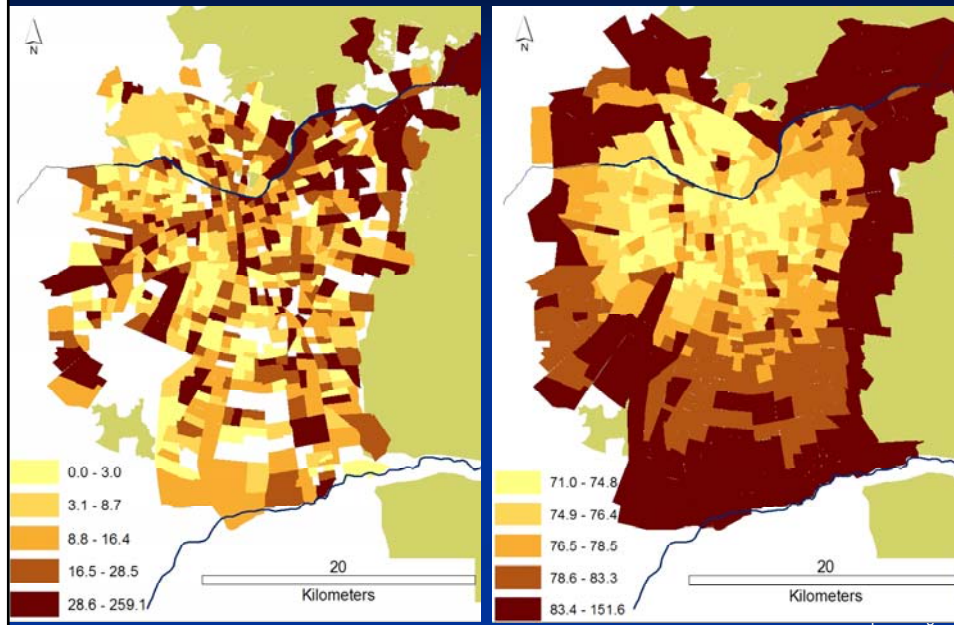 N
0.0 - 3.0
3.1 - 8.7
8.8 - 16.4
16.5 - 28.5
28.6 - 259.1
20
Kilometers
N
71.0 - 74.8
74.9 - 76.4
76.5 - 78.5
78.6 - 83.3
83.4 - 151.6
20
Kilometers